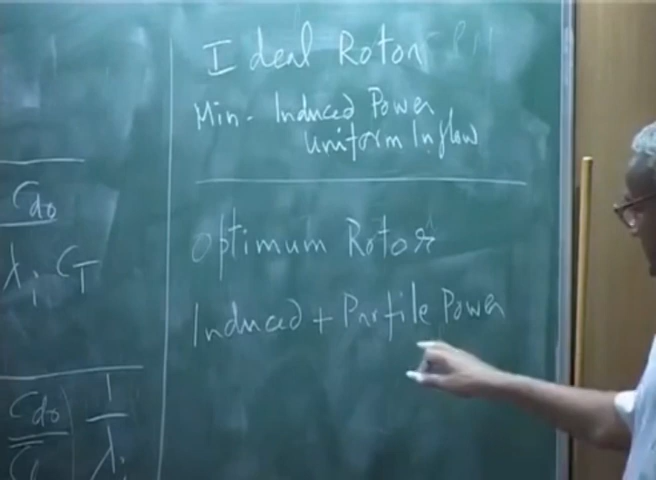 Cdo
λi CT
Cdo 1
λi
Ideal Rotor
Min. Induced Power
Uniform Inflow
Optimum Rotor
Induced + Profile Power